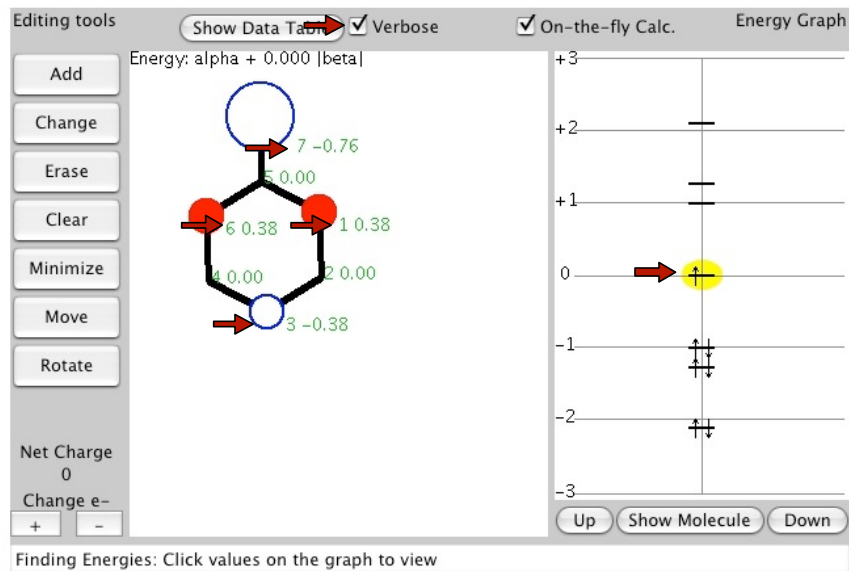 Editing tools
Show Data Table
Verbose
On-the-fly Calc.
Energy Graph
Add
Change
Erase
Clear
Minimize
Move
Rotate
Net Charge
0
Change e-
+ -
Energy: alpha + 0.000 |beta|
7 -0.76
5 0.00
6 0.38
1 0.38
4 0.00
2 0.00
3 -0.38
+3
+2
+1
0
-1
-2
-3
Up
Show Molecule
Down
Finding Energies: Click values on the graph to view